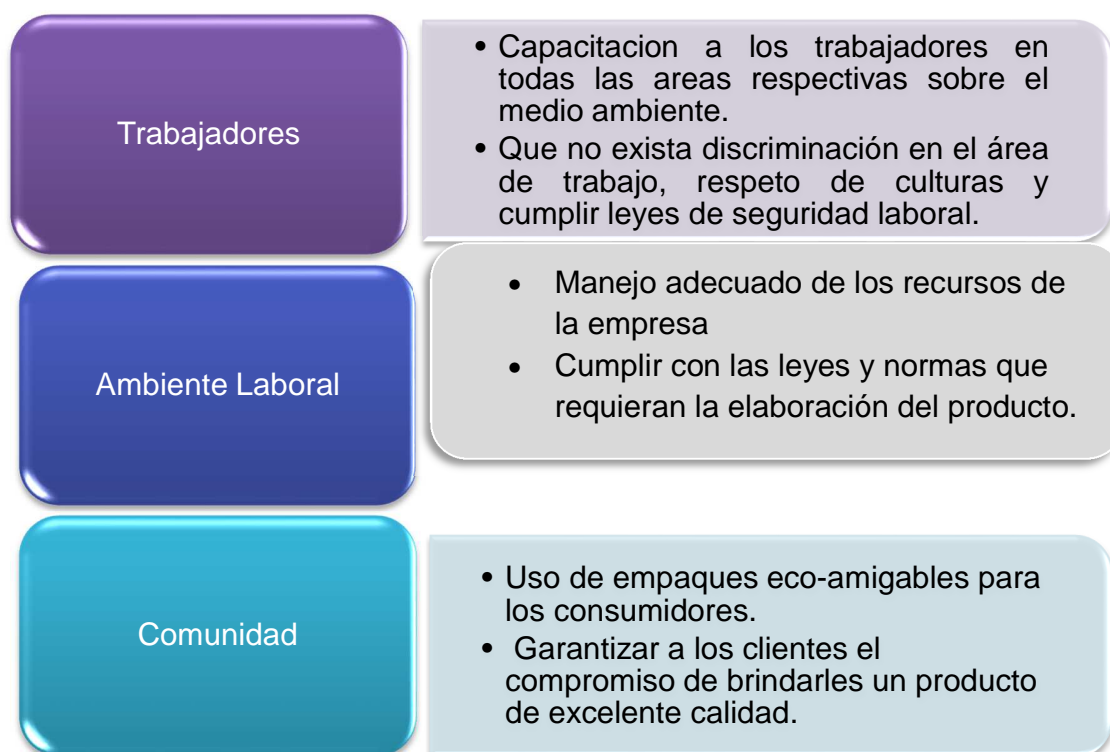 Trabajadores
• Capacitacion a los trabajadores en
todas las areas respectivas sobre el
medio ambiente.
• Que no exista discriminación en el área
de trabajo, respeto de culturas y
cumplir leyes de seguridad laboral.
Ambiente Laboral
• Manejo adecuado de los recursos de
la empresa
• Cumplir con las leyes y normas que
requieran la elaboración del producto.
Comunidad
• Uso de empaques eco-amigables para
los consumidores.
• Garantizar a los clientes el
compromiso de brindarles un producto
de excelente calidad.